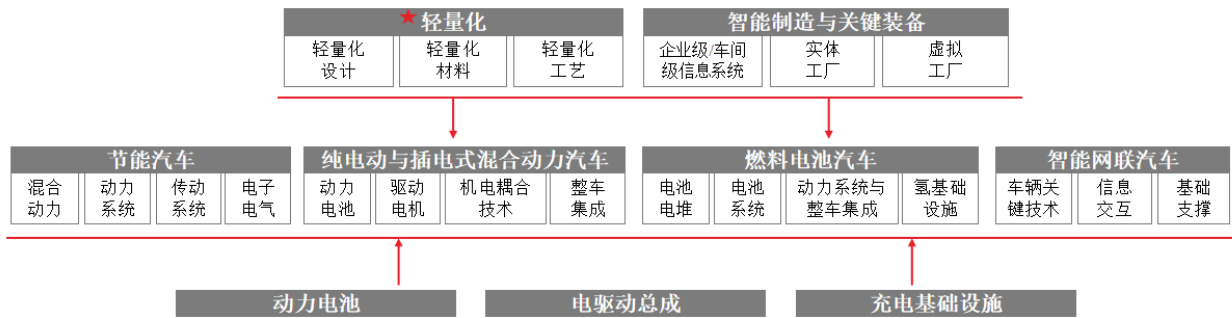 ★轻量化
智能制造与关键装备
轻量化
设计
轻量化
材料
轻量化
工艺
企业级/车间
级信息系统
实体
工厂
虚拟
工厂
节能汽车
纯电动与插电式混合动力汽车
燃料电池汽车
智能网联汽车
混合
动力
动力
系统
传动
系统
电子
电气
动力
电池
驱动
电机
机电耦合
技术
整车
集成
电池
电堆
电池
系统
动力系统与
整车集成
氢基础
设施
车辆关
键技术
信息
交互
基础
支撑
动力电池
电驱动总成
充电基础设施